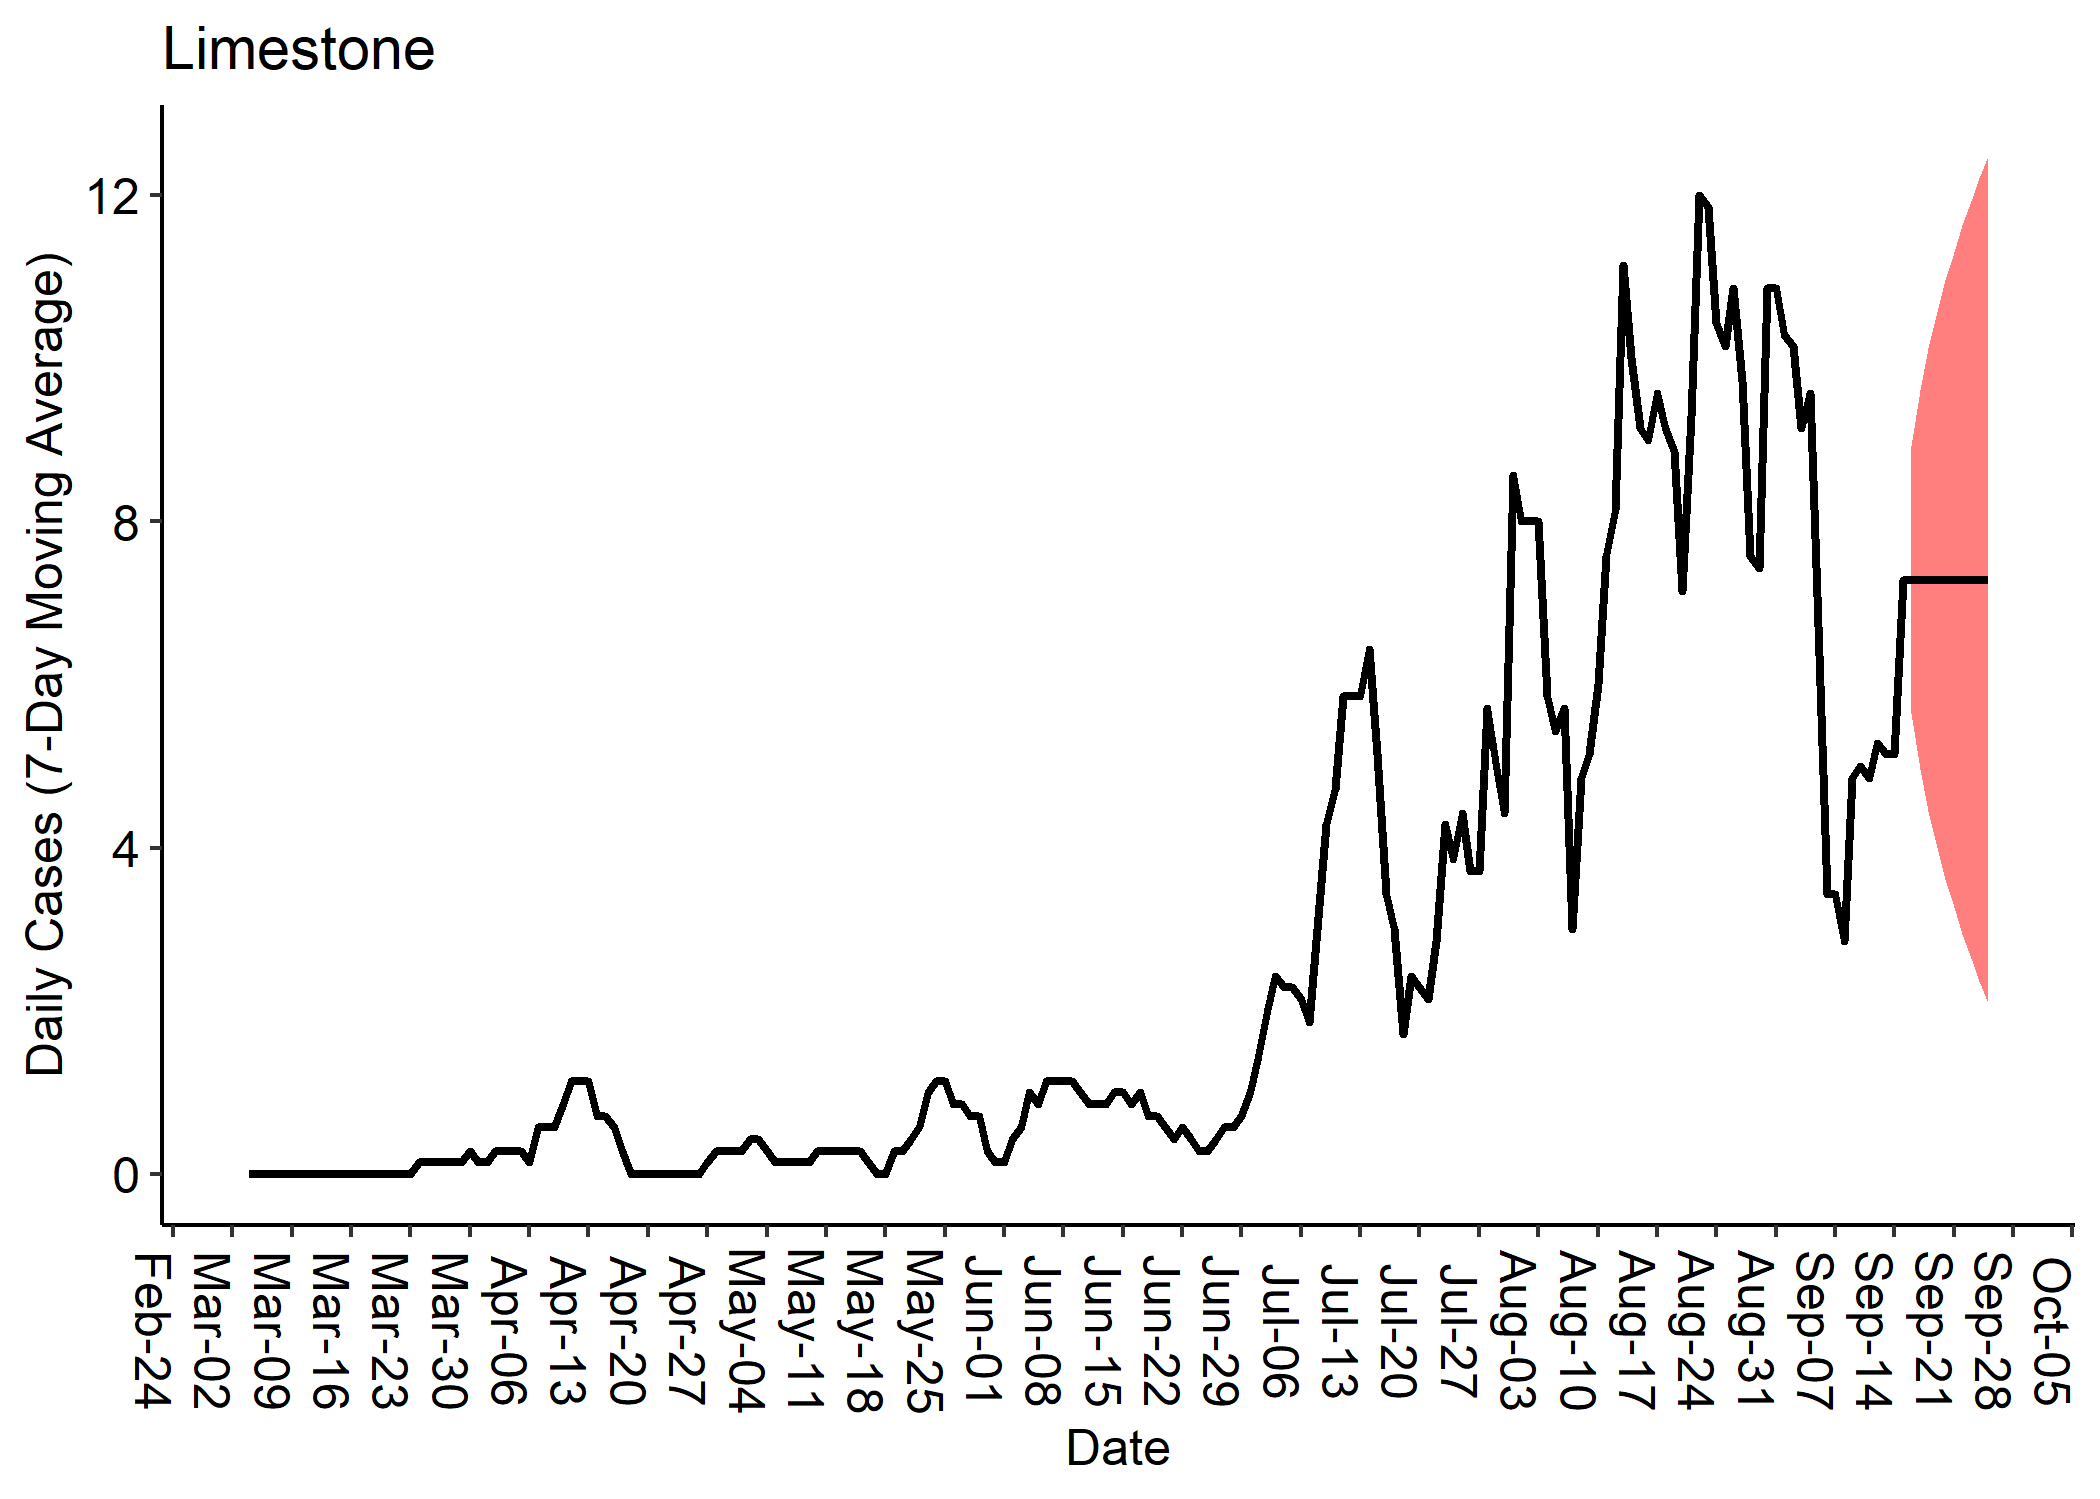 Limestone
Daily Cases (7-Day Moving Average)
12
8
4
0
Feb-24
Mar-02
Mar-09
Mar-16
Mar-23
Mar-30
Apr-06
Apr-13
Apr-20
Apr-27
May-04
May-11
May-18
May-25
Jun-01
Jun-08
Jun-15
Jun-22
Jun-29
Jul-06
Jul-13
Jul-20
Jul-27
Aug-03
Aug-10
Aug-17
Aug-24
Aug-31
Sep-07
Sep-14
Sep-21
Sep-28
Oct-05
Date